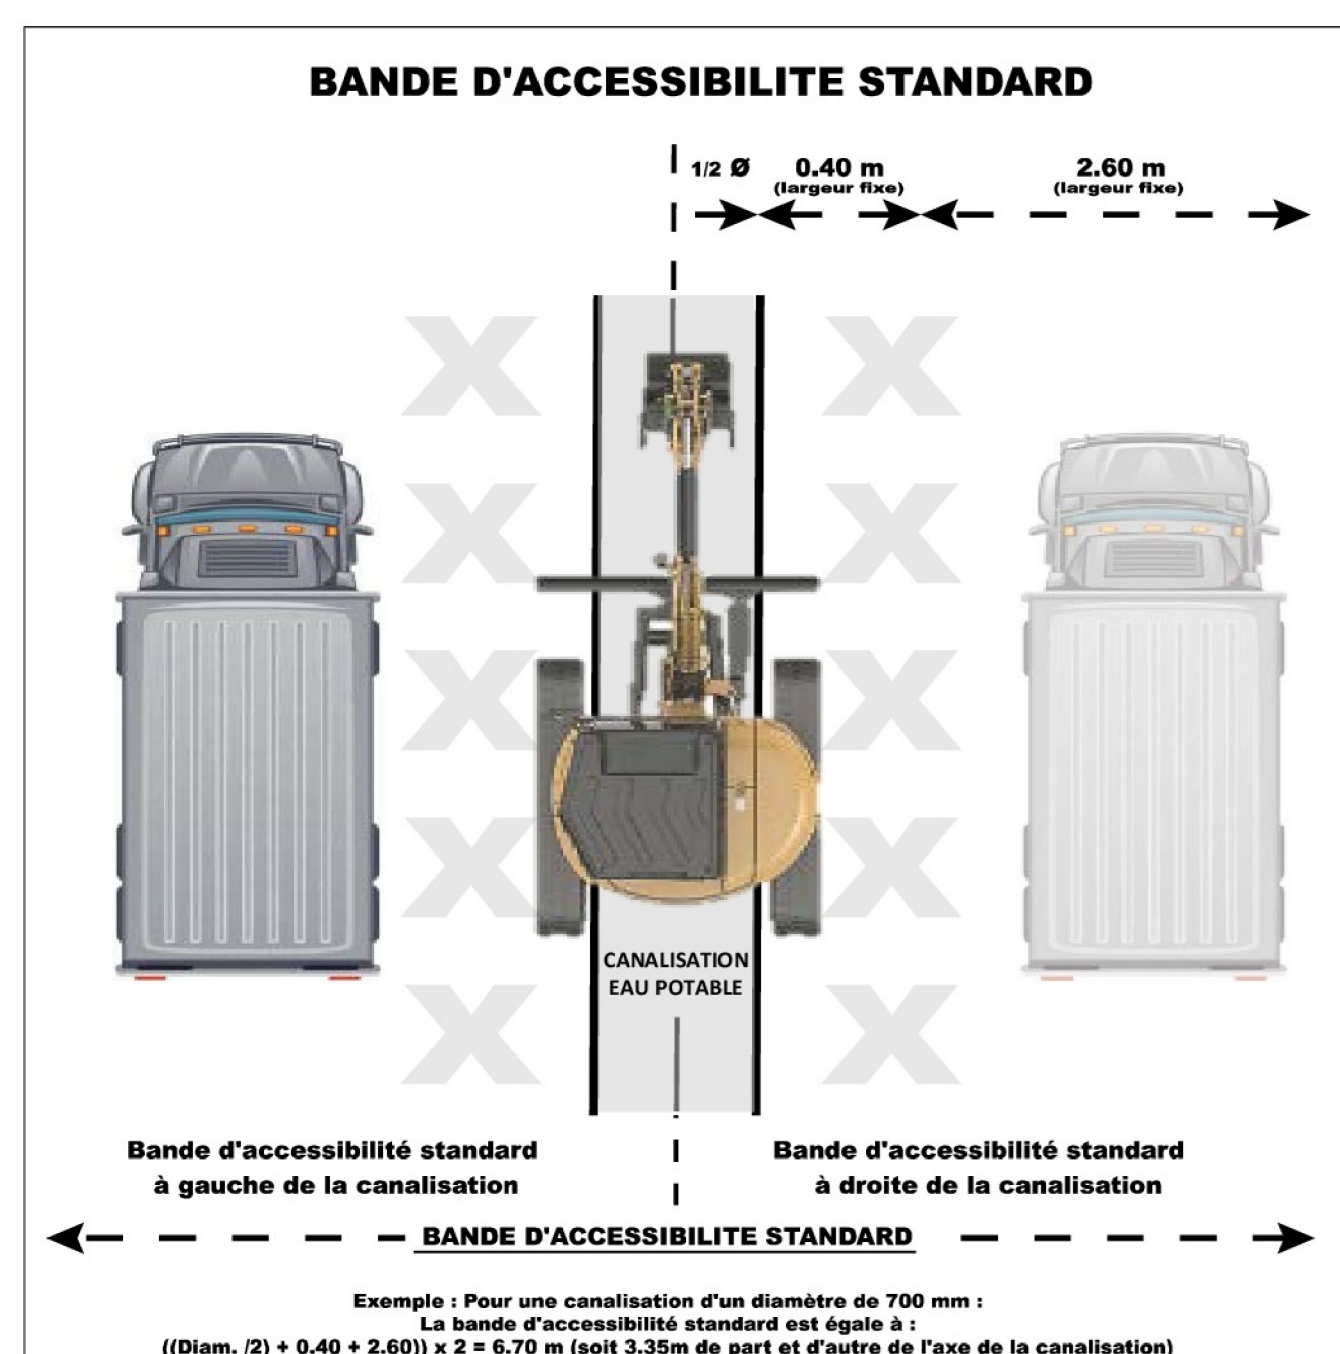 BANDE D'ACCESSIBILITE STANDARD
1/2 Ø 0.40 m 2.60 m
(largeur fixe) (largeur fixe)
X X
X X
X X
X X
CANALISATION
EAU POTABLE
X X
Bande d'accessibilité standard Bande d'accessibilité standard
à gauche de la canalisation à droite de la canalisation
BANDE D'ACCESSIBILITE STANDARD
Exemple : Pour une canalisation d'un diamètre de 700 mm :
La bande d'accessibilité standard est égale à :
((Diam. /2) + 0.40 + 2.60)) x 2 = 6.70 m (soit 3.35m de part et d'autre de l'axe de la canalisation)